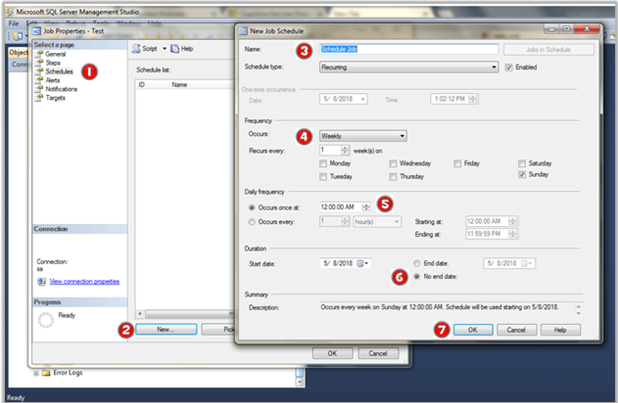 Microsoft SQL Server Management Studio
File Edit View Debug Tools Window Help
Job Properties - Test
Select a page
General
Steps
Schedules
Alerts
Notifications
Targets
1
Script Help
Schedule list:
ID Name
Connection
Connection:
sa
View connection properties
Progress
Ready
2
New...
Pick
OK Cancel
Error Logs
Ready
New Job Schedule
Name: 3 Schedule Job Jobs in Schedule
Schedule type: Recurring Enabled
One-time occurrence
Date: 5/ 8/2018 Time: 1:02:12 PM
Frequency
Occurs: 4 Weekly
Recurs every: 1 week(s) on
Monday Wednesday Friday Saturday
Tuesday Thursday Sunday
Daily frequency
Occurs once at: 12:00:00 AM 5
Occurs every: 1 hour(s) Starting at: 12:00:00 AM
Ending at: 11:59:59 PM
Duration
Start date: 5/ 8/2018 End date: 5/ 8/2018
6 No end date:
Summary
Description: Occurs every week on Sunday at 12:00:00 AM. Schedule will be used starting on 5/8/2018.
7 OK Cancel Help